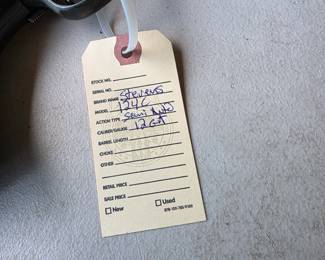 STOCK NO.
SERIAL NO.
BRAND NAME Stevens
MODEL 124C
ACTION TYPE Semi Auto
CALIBER/GAUGE 12 GA
BARREL LENGTH
CHOKE
OTHER
RETAIL PRICE
SALE PRICE
New Used